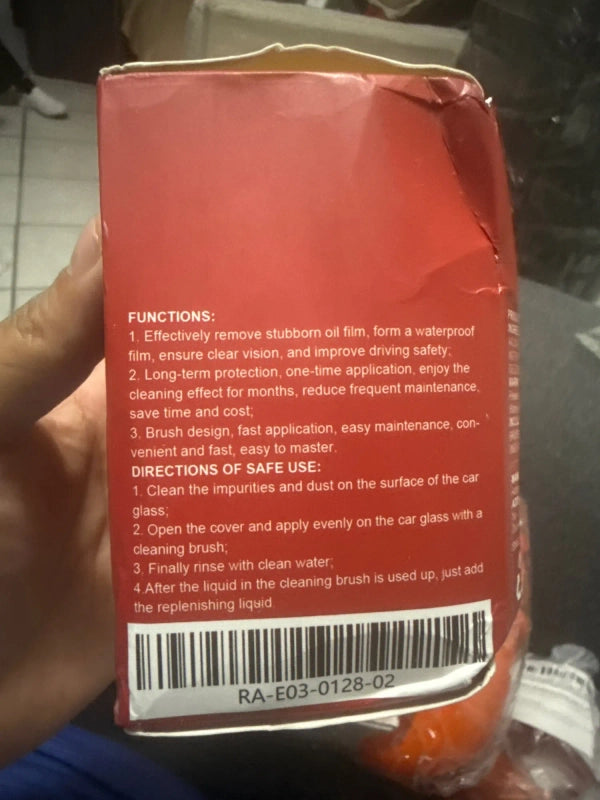 FUNCTIONS:
1. Effectively remove stubborn oil film, form a waterproof
film, ensure clear vision, and improve driving safety;
2. Long-term protection, one-time application, enjoy the
cleaning effect for months, reduce frequent maintenance,
save time and cost;
3. Brush design, fast application, easy maintenance, con-
venient and fast, easy to master.
DIRECTIONS OF SAFE USE:
1. Clean the impurities and dust on the surface of the car
glass;
2. Open the cover and apply evenly on the car glass with a
cleaning brush;
3. Finally rinse with clean water;
4.After the liquid in the cleaning brush is used up, just add
the replenishing liquid.
RA-E03-0128-02